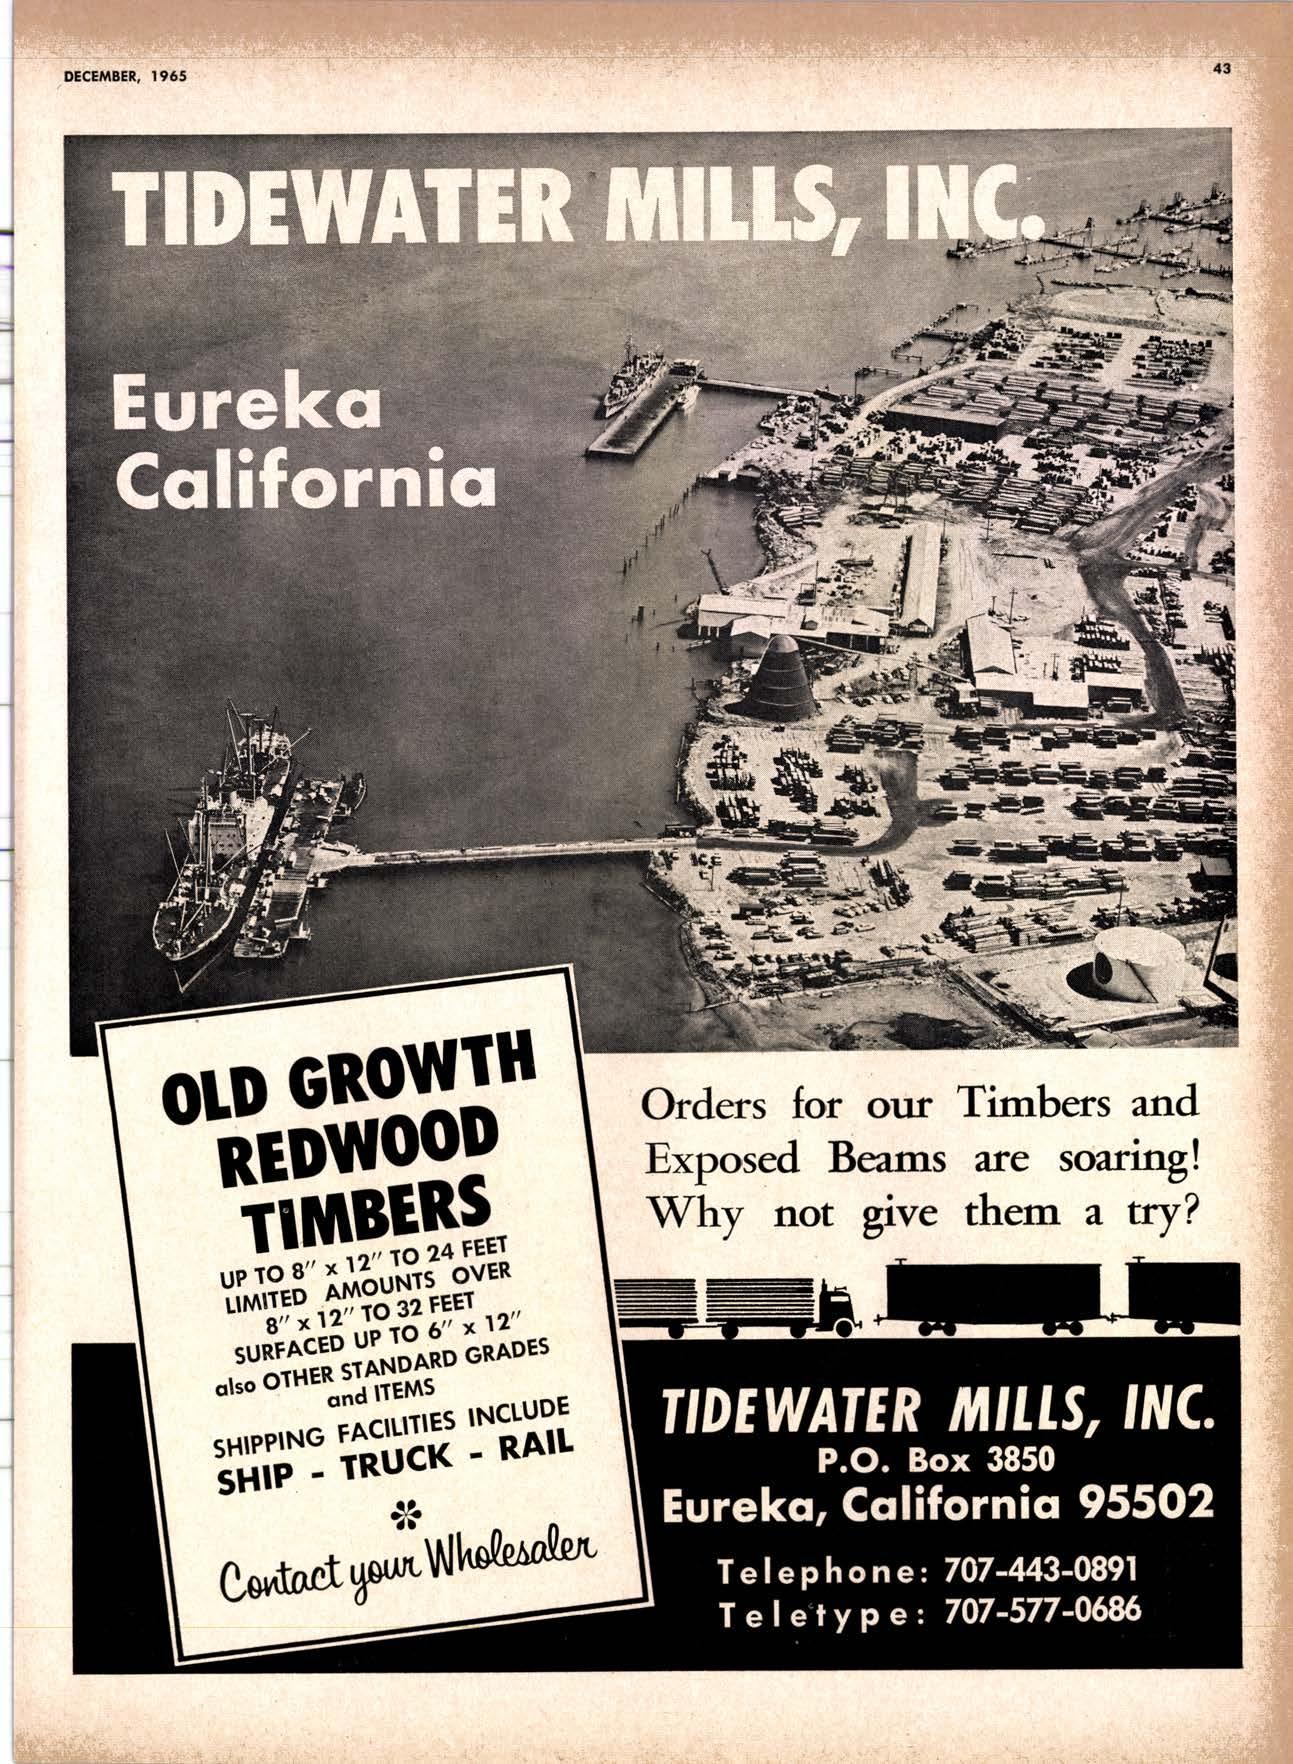 DECEMBER, 1965
43
TIDEWATER MILLS, INC.
Eureka
California
OLD GROWTH
REDWOOD
TIMBERS
UP TO 8" x 12" TO 24 FEET
LIMITED AMOUNTS OVER
8" x 12" TO 32 FEET
SURFACED UP TO 6" x 12"
also OTHER STANDARD GRADES
and ITEMS
SHIPPING FACILITIES INCLUDE
SHIP - TRUCK - RAIL
Contact your Wholesaler
Orders for our Timbers and
Exposed Beams are soaring!
Why not give them a try?
TIDEWATER MILLS, INC.
P.O. Box 3850
Eureka, California 95502
Telephone: 707-443-0891
Teletype: 707-577-0686